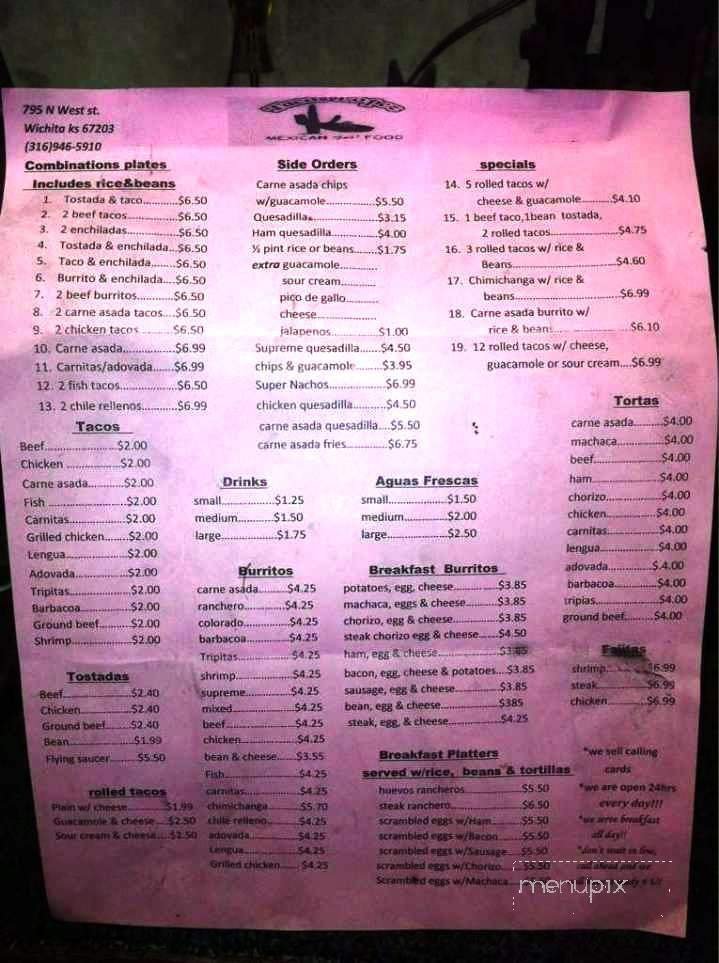 795 N West st.
Wichita ks 67203
(316)946-5910
MEXICAN FOOD
Combinations plates
Includes rice&beans
1. Tostada & taco............$6.50
2. 2 beef tacos...............$6.50
3. 2 enchiladas...............$6.50
4. Tostada & enchilada...$6.50
5. Taco & enchilada.........$6.50
6. Burrito & enchilada....$6.50
7. 2 beef burritos............$6.50
8. 2 carne asada tacos....$6.50
9. 2 chicken tacos ...........$6.50
10. Carne asada...............$6.99
11. Carnitas/adovada......$6.99
12. 2 fish tacos.................$6.50
13. 2 chile rellenos...........$6.99
Side Orders
Carne asada chips
w/guacamole..............$5.50
Quesadilla.....................$3.15
Ham quesadilla..............$4.00
½ pint rice or beans.......$1.75
extra guacamole............
sour cream............
pico de gallo..........
cheese...................
jalapenos...............$1.00
Supreme quesadilla.......$4.50
chips & guacamole........$3.95
Super Nachos................$6.99
chicken quesadilla..........$4.50
carne asada quesadilla....$5.50
carne asada fries............$6.75
specials
14. 5 rolled tacos w/
cheese & guacamole.........$4.10
15. 1 beef taco,1bean tostada,
2 rolled tacos....................$4.75
16. 3 rolled tacos w/ rice &
Beans...............................$4.60
17. Chimichanga w/ rice &
beans................................$6.99
18. Carne asada burrito w/
rice & beans......................$6.10
19. 12 rolled tacos w/ cheese,
guacamole or sour cream....$6.99
Tacos
Beef.........................$2.00
Chicken ....................$2.00
Carne asada.............$2.00
Fish ..........................$2.00
Carnitas....................$2.00
Grilled chicken.........$2.00
Lengua......................$2.00
Adovada...................$2.00
Tripitas.....................$2.00
Barbacoa..................$2.00
Ground beef.............$2.00
Shrimp......................$2.00
Tostadas
Beef.........................$2.40
Chicken....................$2.40
Ground beef.............$2.40
Bean.........................$1.99
Flying saucer............$5.50
rolled tacos
Plain w/ cheese.............$1.99
Guacamole & cheese....$2.50
Sour cream & cheese....$2.50
Drinks
small...................$1.25
medium..............$1.50
large....................$1.75
Burritos
carne asada..........$4.25
ranchero...............$4.25
colorado...............$4.25
barbacoa..............$4.25
Tripitas.................$4.25
shrimp..................$4.25
supreme...............$4.25
mixed...................$4.25
beef......................$4.25
chicken.................$4.25
bean & cheese......$3.55
Fish.......................$4.25
carnitas.................$4.25
chimichanga.........$5.70
chile relleno..........$4.25
adovada................$4.25
Lengua..................$4.25
Grilled chicken......$4.25
Aguas Frescas
small.....................$1.50
medium................$2.00
large.....................$2.50
Breakfast Burritos
potatoes, egg, cheese...............$3.85
machaca, eggs & cheese...........$3.85
chorizo, egg & cheese...............$3.85
steak chorizo egg & cheese......$4.50
ham, egg & cheese....................$3.85
bacon, egg, cheese & potatoes...$3.85
sausage, egg & cheese..............$3.85
bean, egg & cheese...................$385
steak, egg, & cheese.................$4.25
Breakfast Platters
served w/rice, beans & tortillas
huevos rancheros....................$5.50
steak ranchero........................$6.50
scrambled eggs w/Ham...........$5.50
scrambled eggs w/Bacon.........$5.50
scrambled eggs w/Sausage.....$5.50
scrambled eggs w/Chorizo......$5.50
Scrambled eggs w/Machaca....
Tortas
carne asada..........$4.00
machaca...............$4.00
beef......................$4.00
ham......................$4.00
chorizo.................$4.00
chicken................$4.00
carnitas................$4.00
lengua..................$4.00
adovada...............$.4.00
barbacoa..............$4.00
tripias...................$4.00
ground beef..........$4.00
Fajitas
shrimp..............$6.99
steak.................$6.99
chicken.............$6.99
*we sell calling
cards
*we are open 24hrs
every day!!!
*we serve breakfast
all day!!
*don't wait in line,
menupix